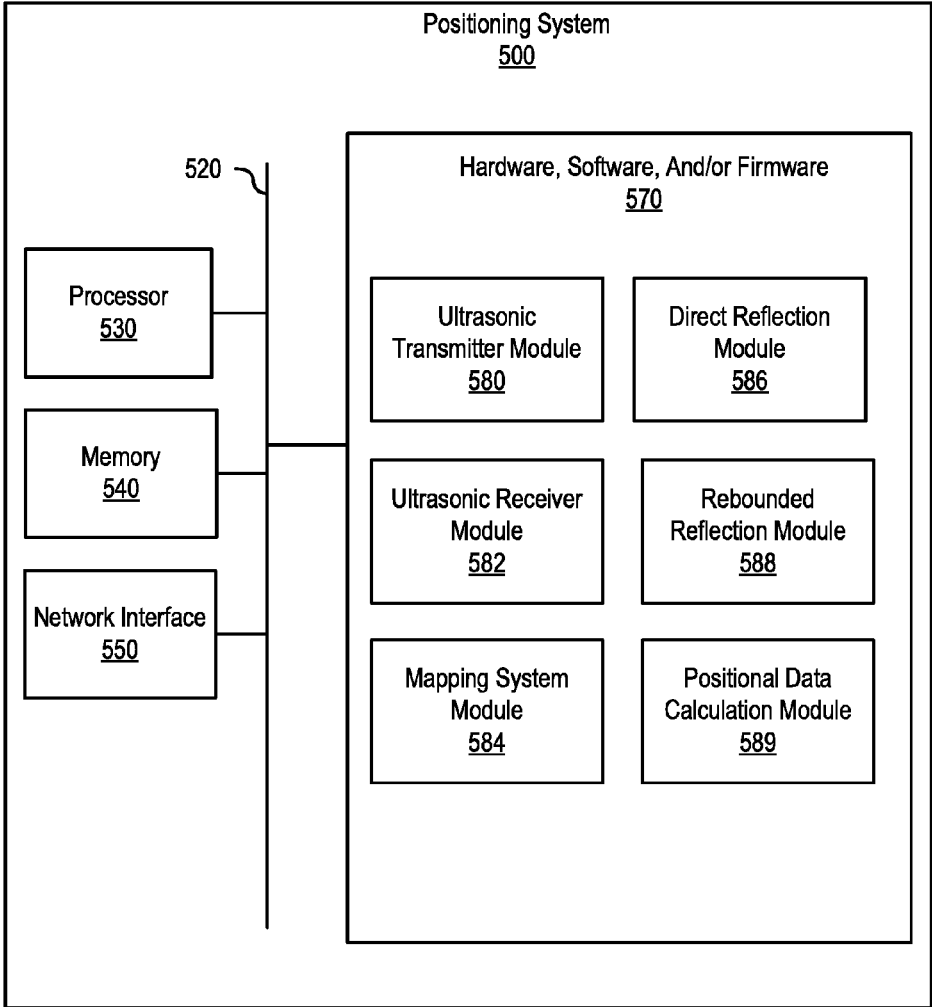 Positioning System
500
520
Hardware, Software, And/or Firmware
570
Processor
530
Memory
540
Network Interface
550
Ultrasonic
Transmitter Module
580
Direct Reflection
Module
586
Ultrasonic Receiver
Module
582
Rebounded
Reflection Module
588
Mapping System
Module
584
Positional Data
Calculation Module
589